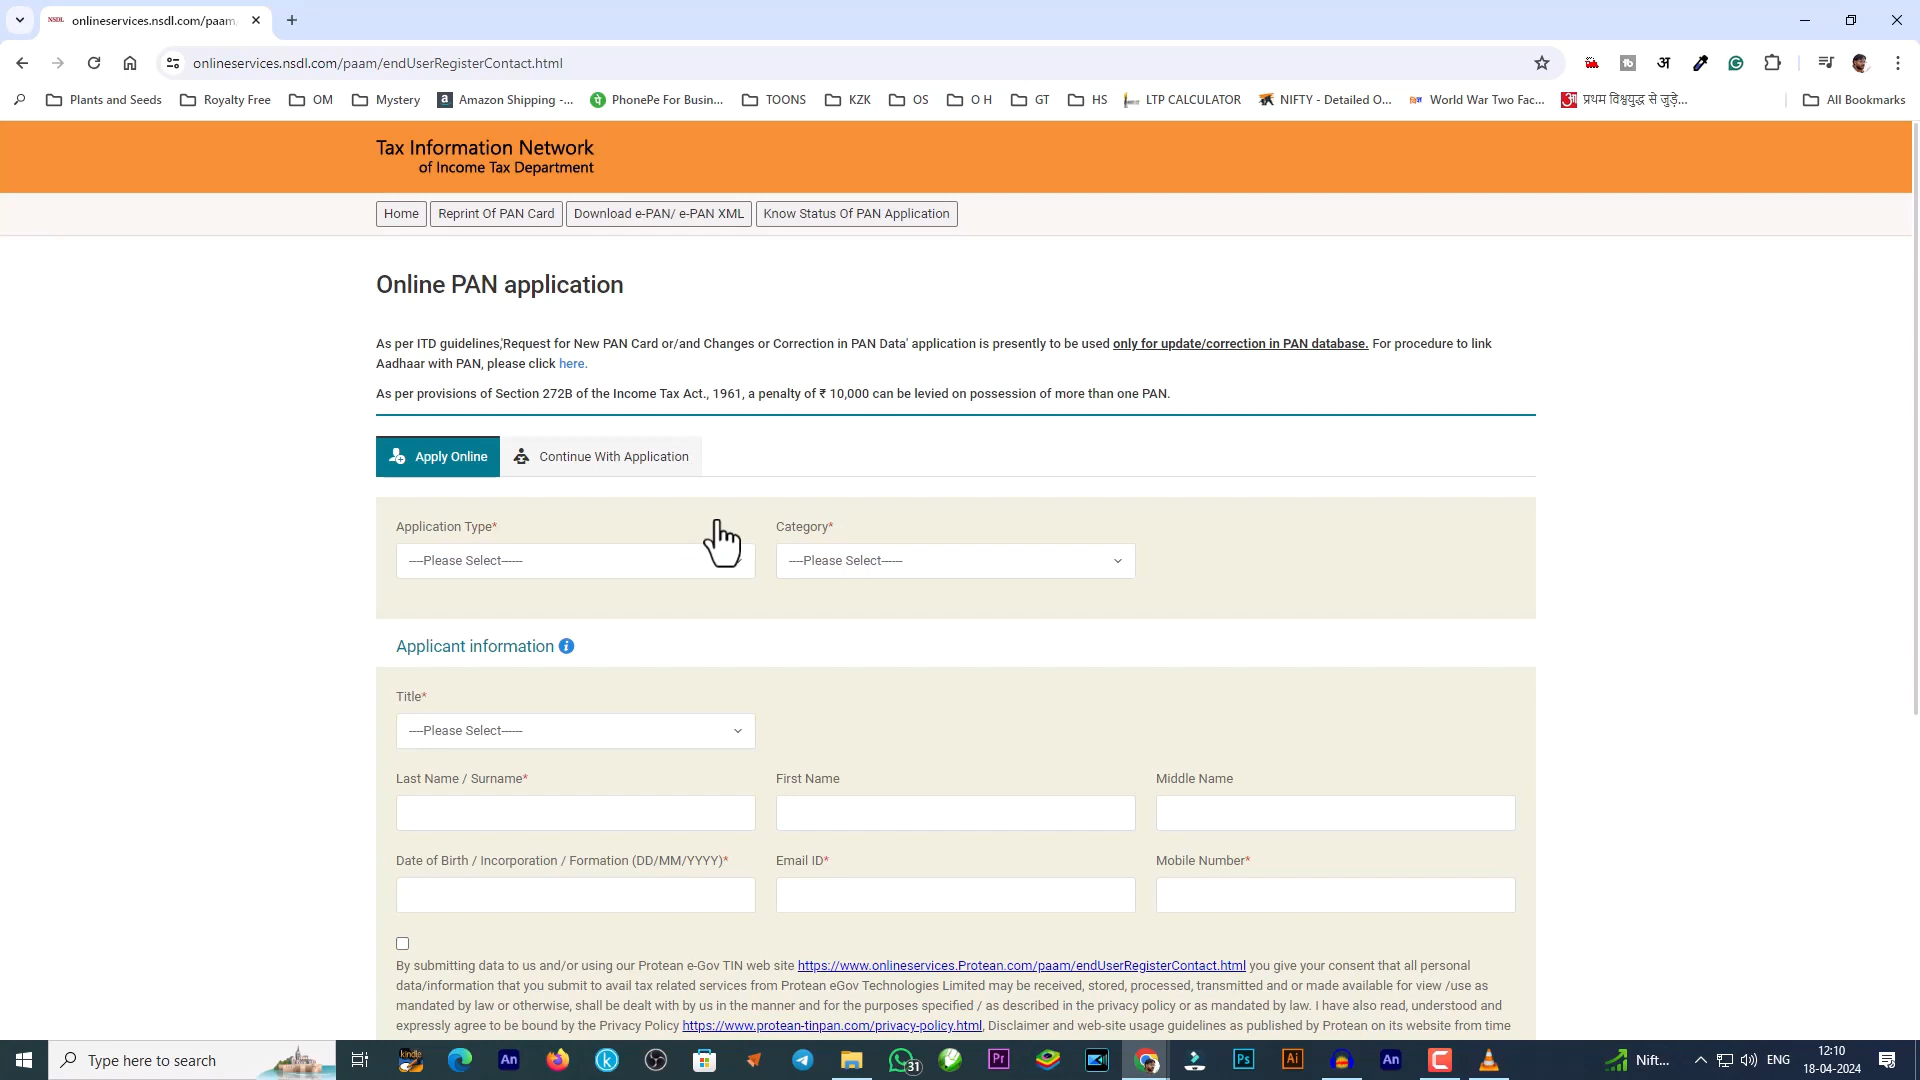 NSDL onlineservices.nsdl.com/paam
onlineservices.nsdl.com/paam/endUserRegisterContact.html
Plants and Seeds Royalty Free OM Mystery Amazon Shipping -... PhonePe For Busin... TOONS KZK OS O H GT HS LTP CALCULATOR NIFTY - Detailed O... World War Two Fac... प्रथम विश्वयुद्ध से जुड़े... All Bookmarks
Tax Information Network
of Income Tax Department
Home Reprint Of PAN Card Download e-PAN/ e-PAN XML Know Status Of PAN Application
Online PAN application
As per ITD guidelines,'Request for New PAN Card or/and Changes or Correction in PAN Data' application is presently to be used only for update/correction in PAN database. For procedure to link
Aadhaar with PAN, please click here.
As per provisions of Section 272B of the Income Tax Act., 1961, a penalty of ₹ 10,000 can be levied on possession of more than one PAN.
Apply Online Continue With Application
Application Type* Category*
----Please Select------ ----Please Select------
Applicant information
Title*
----Please Select------
Last Name / Surname* First Name Middle Name
Date of Birth / Incorporation / Formation (DD/MM/YYYY)* Email ID* Mobile Number*
By submitting data to us and/or using our Protean e-Gov TIN web site https://www.onlineservices.Protean.com/paam/endUserRegisterContact.html you give your consent that all personal
data/information that you submit to avail tax related services from Protean eGov Technologies Limited may be received, stored, processed, transmitted and or made available for view /use as
mandated by law or otherwise, shall be dealt with by us in the manner and for the purposes specified / as described in the privacy policy or as mandated by law. I have also read, understood and
expressly agree to be bound by the Privacy Policy https://www.protean-tinpan.com/privacy-policy.html, Disclaimer and web-site usage guidelines as published by Protean on its website from time
Type here to search kindle An 31 Pr Ps Ai An Nift... ENG 12:10
18-04-2024